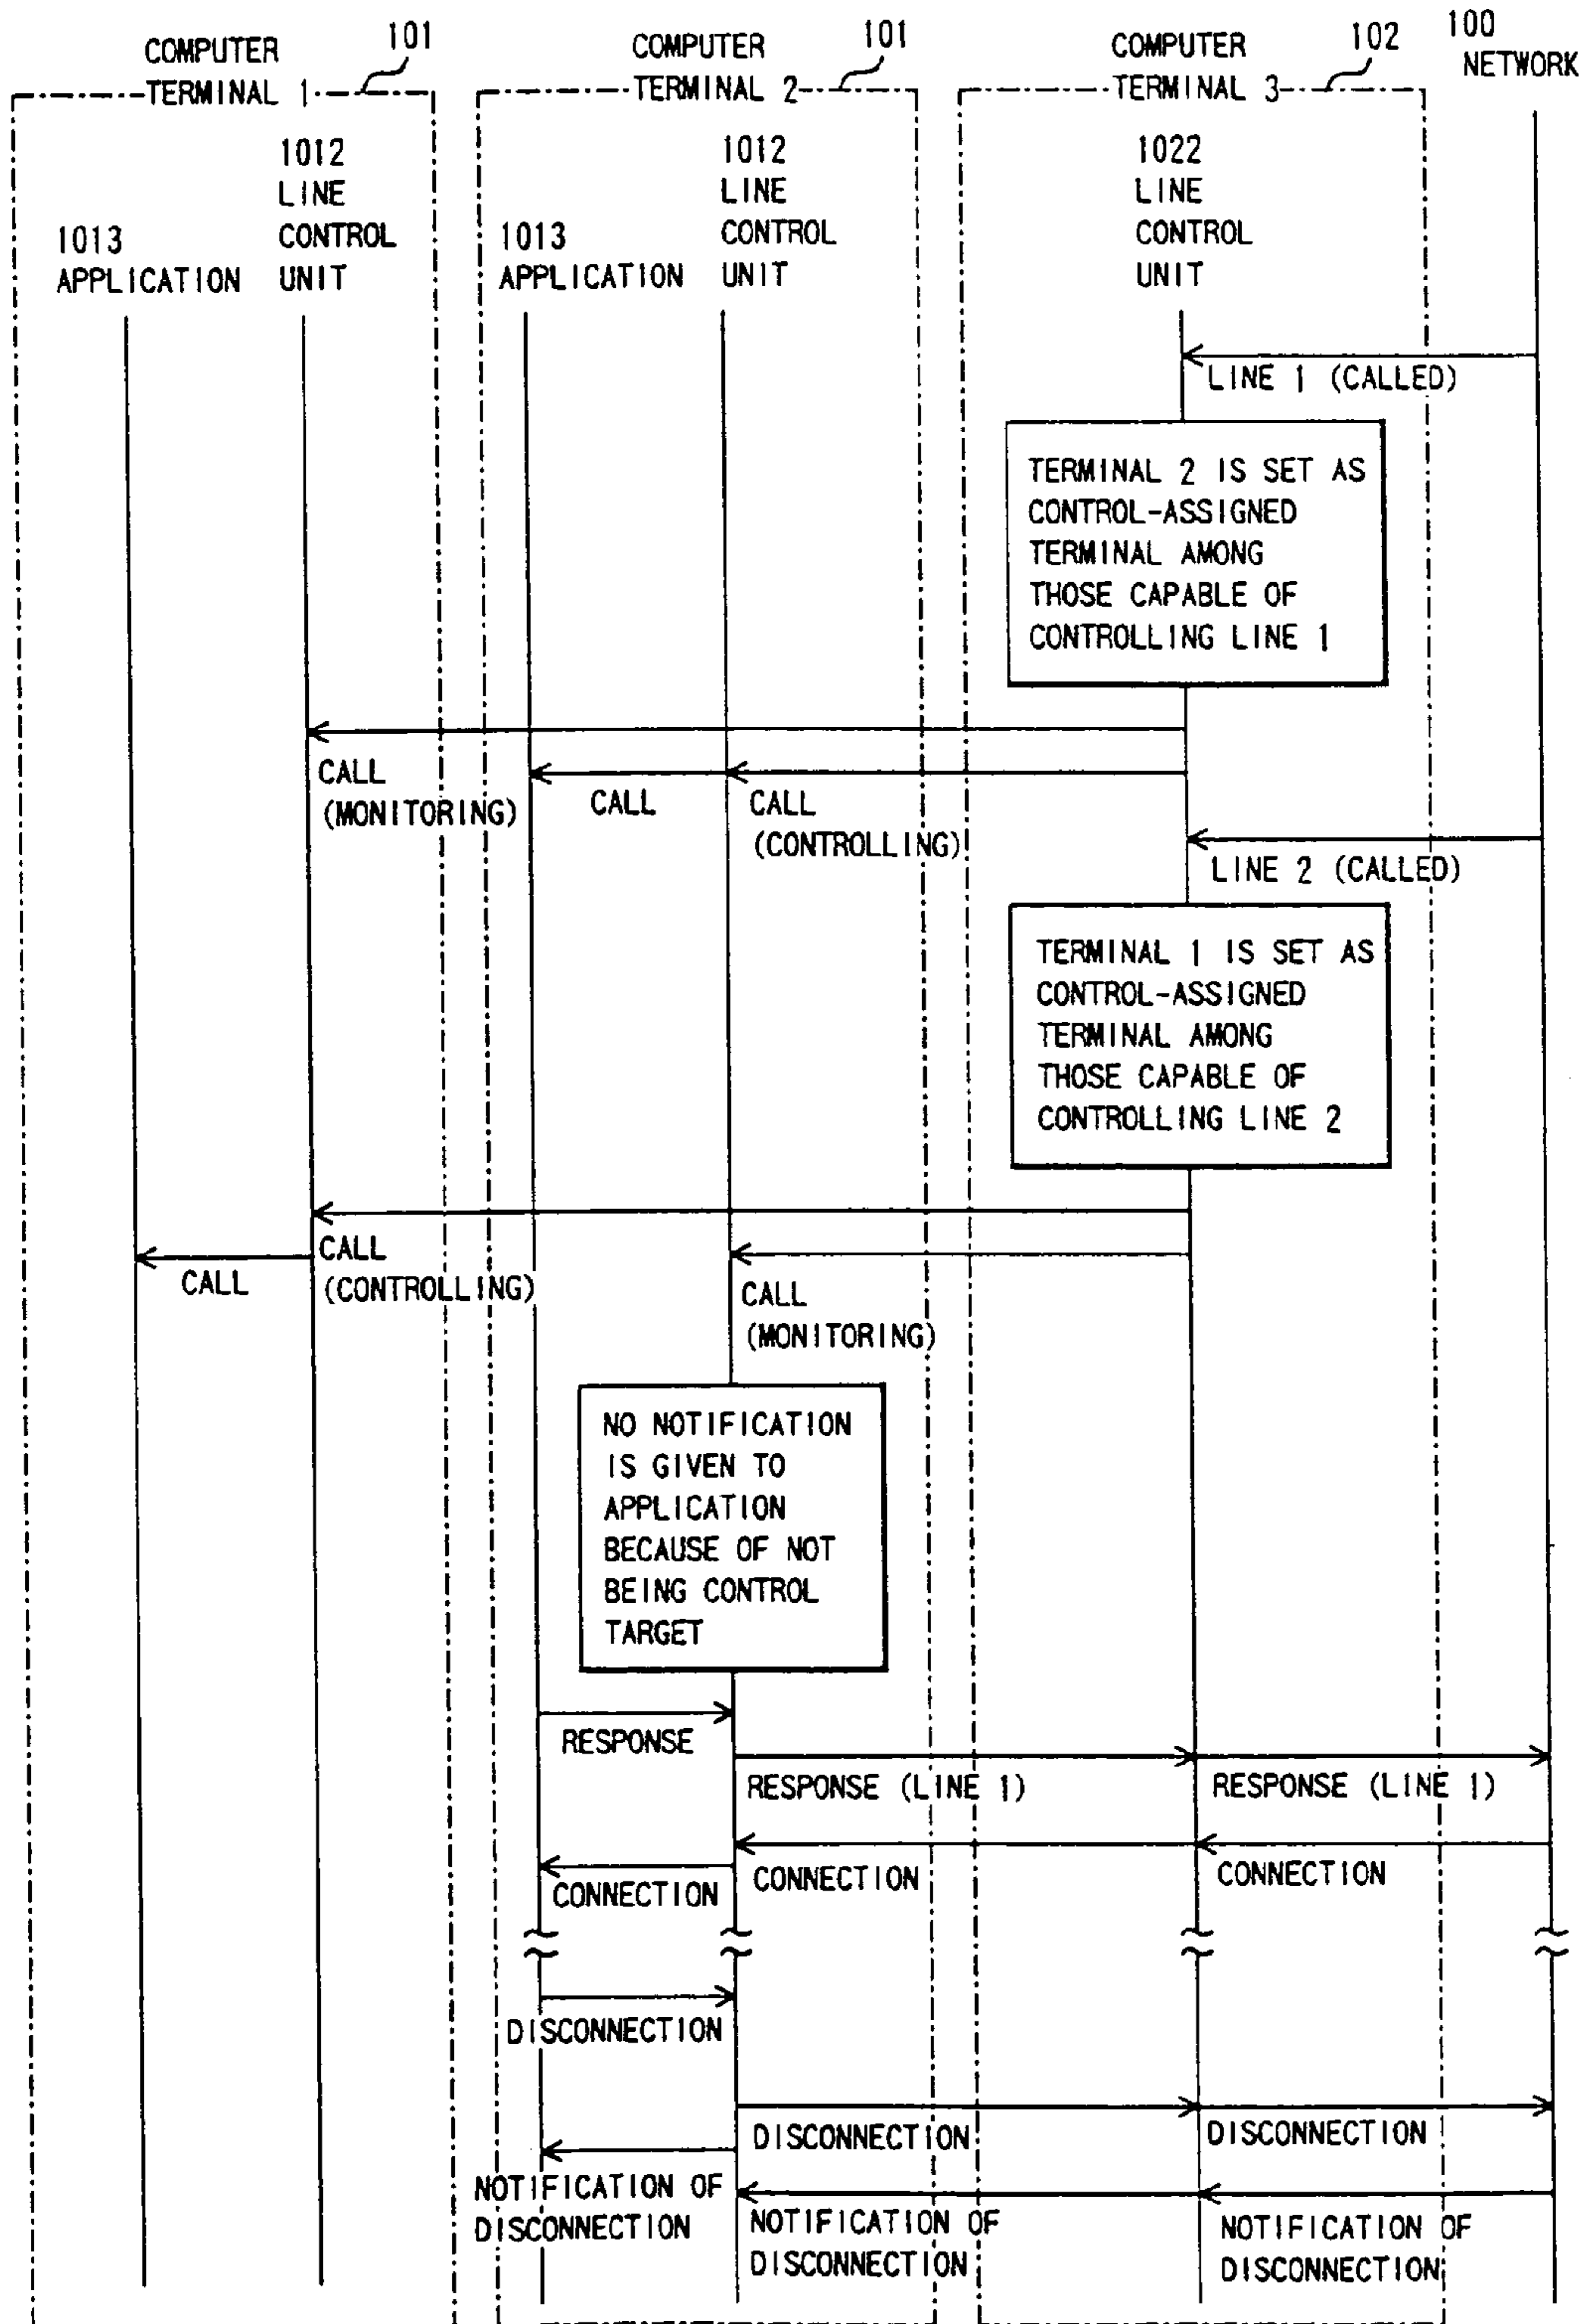 COMPUTER
TERMINAL 1
101
COMPUTER
TERMINAL 2
101
COMPUTER
TERMINAL 3
102
100
NETWORK
1013
APPLICATION
1012
LINE
CONTROL
UNIT
1013
APPLICATION
1012
LINE
CONTROL
UNIT
1022
LINE
CONTROL
UNIT
LINE 1 (CALLED)
TERMINAL 2 IS SET AS
CONTROL-ASSIGNED
TERMINAL AMONG
THOSE CAPABLE OF
CONTROLLING LINE 1
CALL
(MONITORING)
CALL
CALL
(CONTROLLING)
LINE 2 (CALLED)
TERMINAL 1 IS SET AS
CONTROL-ASSIGNED
TERMINAL AMONG
THOSE CAPABLE OF
CONTROLLING LINE 2
CALL
CALL
(CONTROLLING)
CALL
(MONITORING)
NO NOTIFICATION
IS GIVEN TO
APPLICATION
BECAUSE OF NOT
BEING CONTROL
TARGET
RESPONSE
RESPONSE (LINE 1)
RESPONSE (LINE 1)
CONNECTION
CONNECTION
CONNECTION
DISCONNECTION
DISCONNECTION
DISCONNECTION
NOTIFICATION OF
DISCONNECTION
NOTIFICATION OF
DISCONNECTION
NOTIFICATION OF
DISCONNECTION